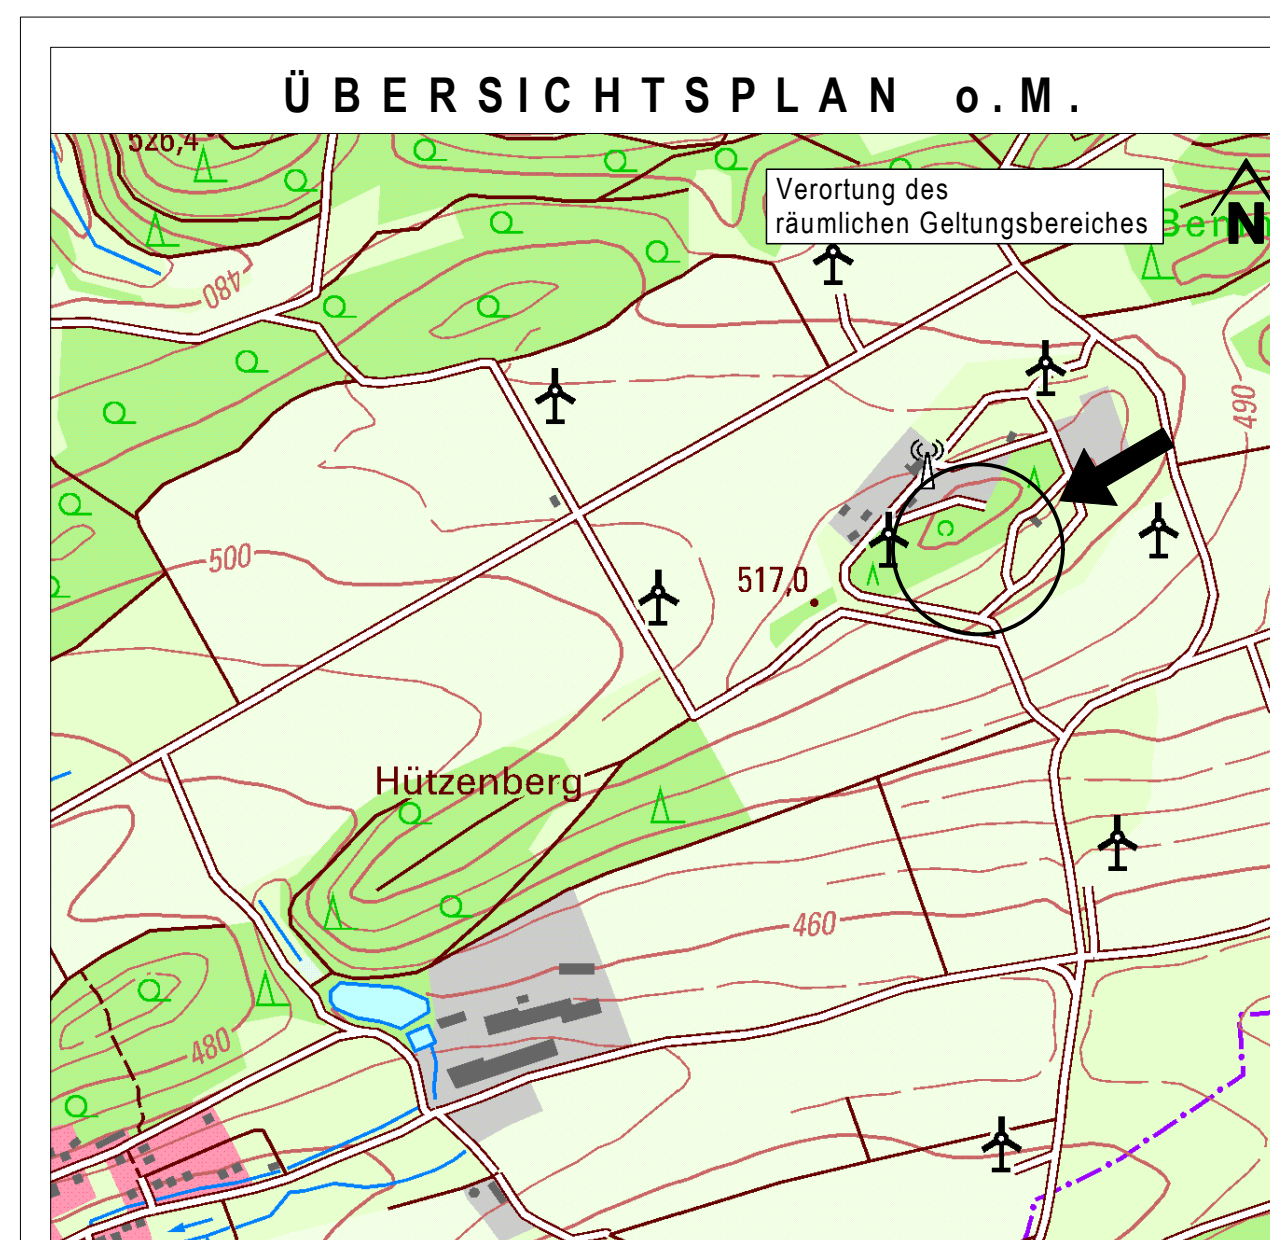 ÜBERSICHTSPLAN o.M.
526,4
Verortung des
räumlichen Geltungsbereiches
N
480
490
500
517,0
Hützenberg
460
480